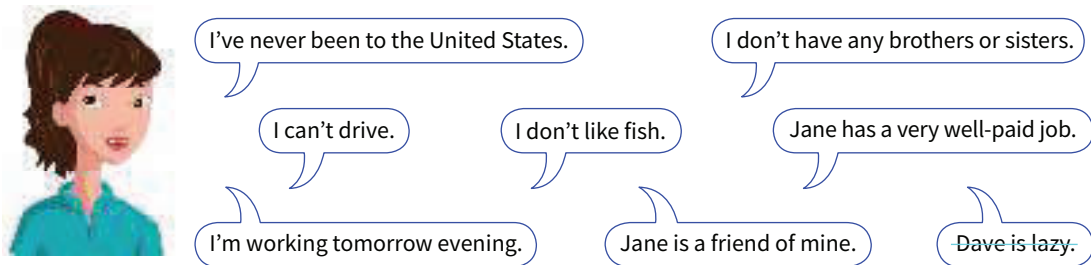 I’ve never been to the United States.
I don’t have any brothers or sisters.
I can’t drive.
I don’t like fish.
Jane has a very well-paid job.
I’m working tomorrow evening.
Jane is a friend of mine.
Dave is lazy.